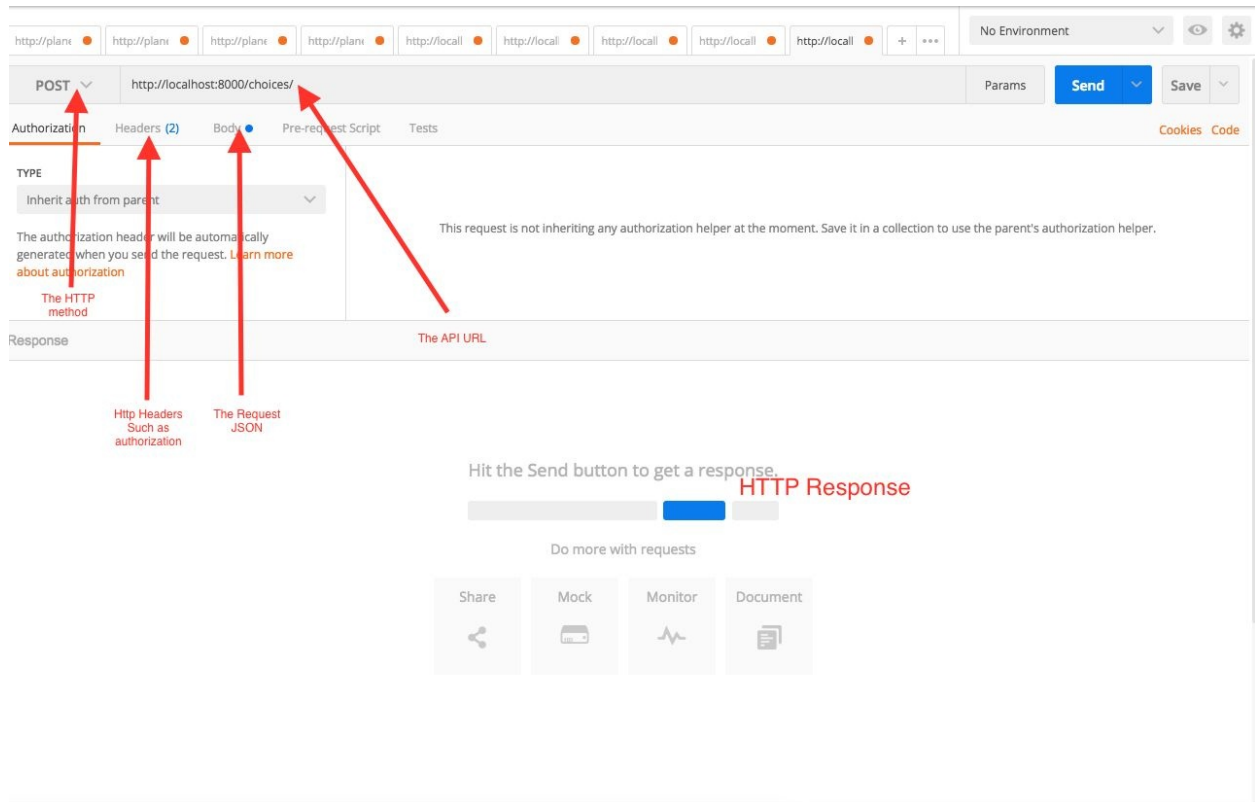 http://plane http://plane http://plane http://plane http://locall http://locall http://locall http://locall http://locall + No Environment
POST http://localhost:8000/choices/ Params Send Save
Authorization Headers (2) Body Pre-request Script Tests Cookies Code
TYPE
Inherit auth from parent
The authorization header will be automatically
generated when you send the request. Learn more
about authorization
This request is not inheriting any authorization helper at the moment. Save it in a collection to use the parent's authorization helper.
The HTTP
method
Response
The API URL
Http Headers
Such as
authorization
The Request
JSON
Hit the Send button to get a response.
HTTP Response
Do more with requests
Share Mock Monitor Document